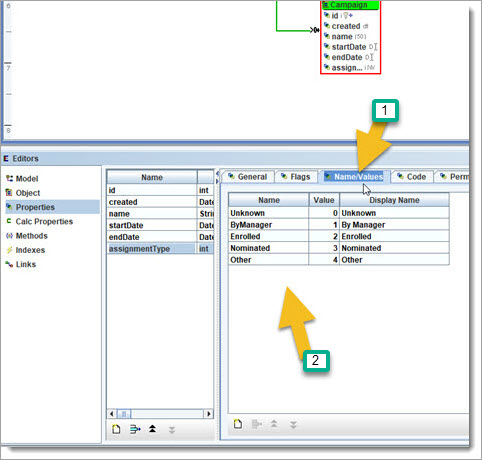 6
Campaign
id
created dt
name (50)
startDate D
endDate D
assign...
7
8
1
Editors
Model
Object
Properties
Calc Properties
(i) Methods
Indexes
Links
Name
id int
created Date
name Strin
startDate Date
endDate Date
assignmentType int
General Flags Name/Values Code Perm
Name Value Display Name
Unknown 0 Unknown
ByManager 1 By Manager
Enrolled 2 Enrolled
Nominated 3 Nominated
Other 4 Other
2